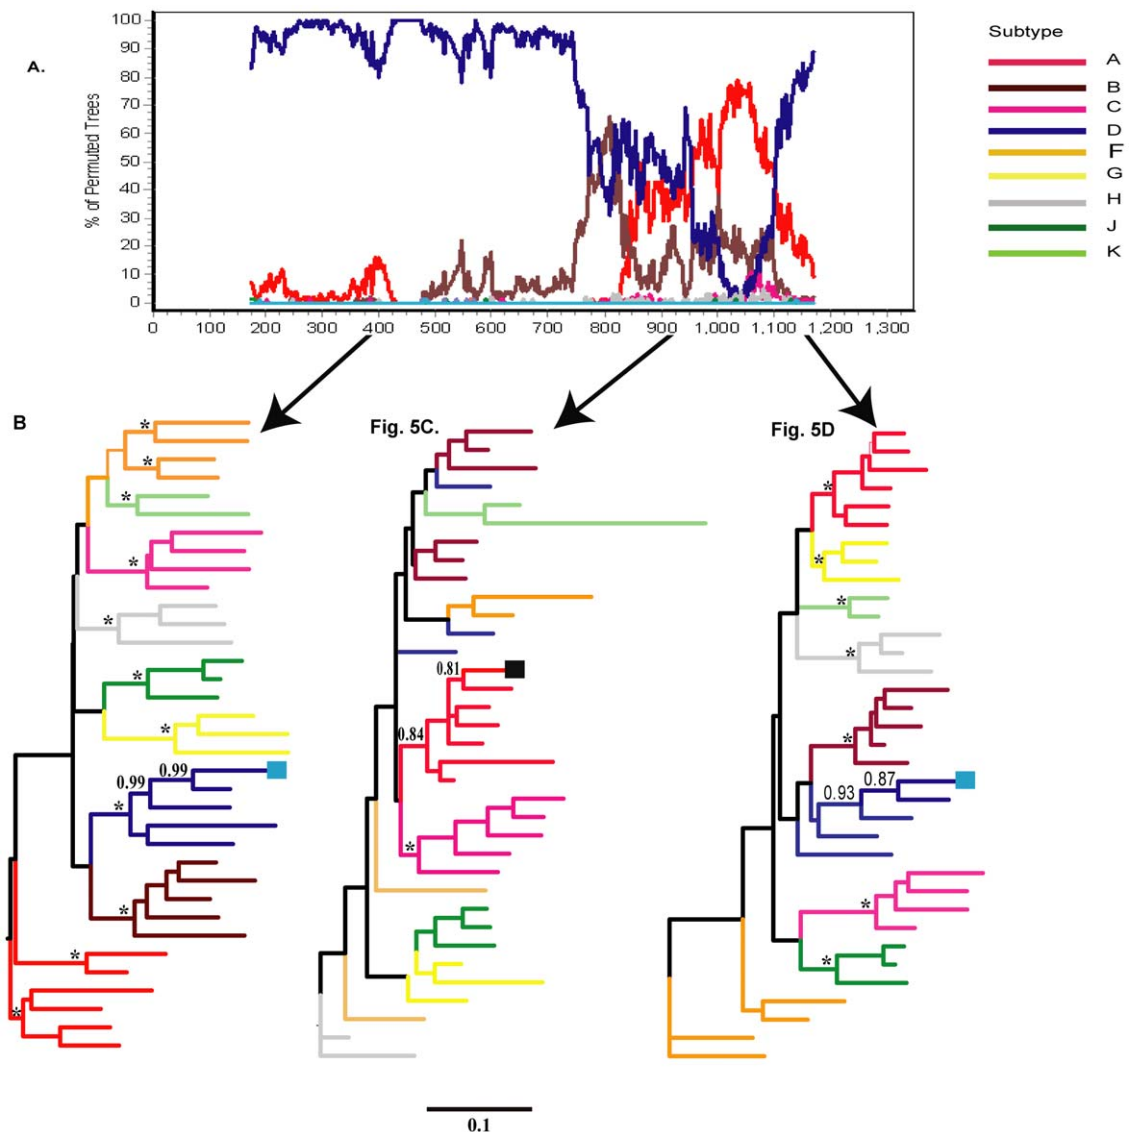 A.
% of Permuted Trees
100
90
80
70
60
50
40
30
20
10
0
0 100 200 300 400 500 600 700 800 900 1,000 1,100 1,200 1,300
Subtype
A
B
C
D
F
G
H
J
K
B
*
*
*
*
*
*
*
0.99
0.99
*
*
*
*
Fig. 5C.
0.81
0.84
*
Fig. 5D
*
*
*
*
*
0.87
0.93
*
*
0.1